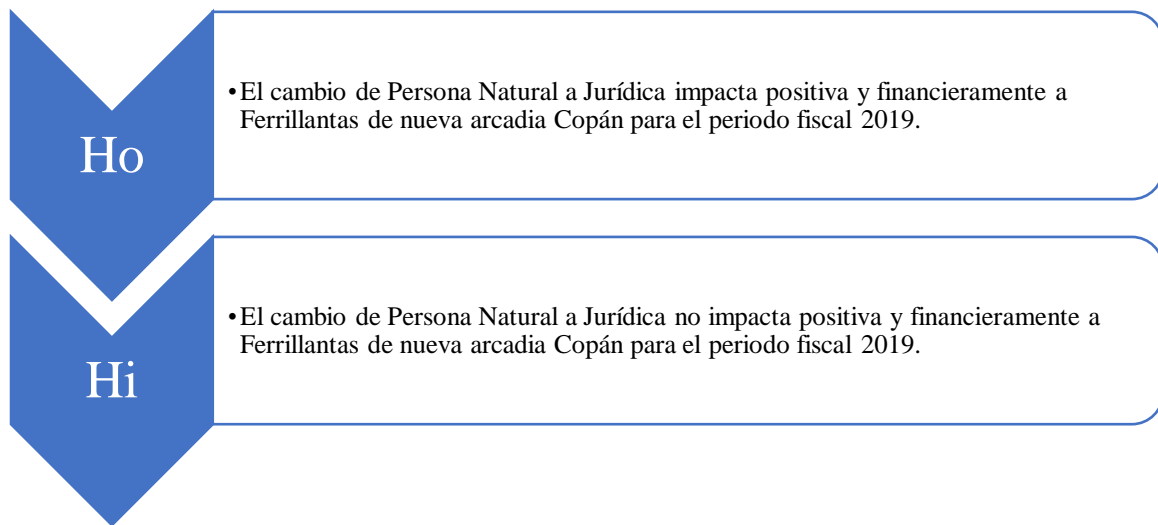 Ho
•El cambio de Persona Natural a Jurídica impacta positiva y financieramente a
Ferrillantas de nueva arcadia Copán para el periodo fiscal 2019.
Hi
•El cambio de Persona Natural a Jurídica no impacta positiva y financieramente a
Ferrillantas de nueva arcadia Copán para el periodo fiscal 2019.